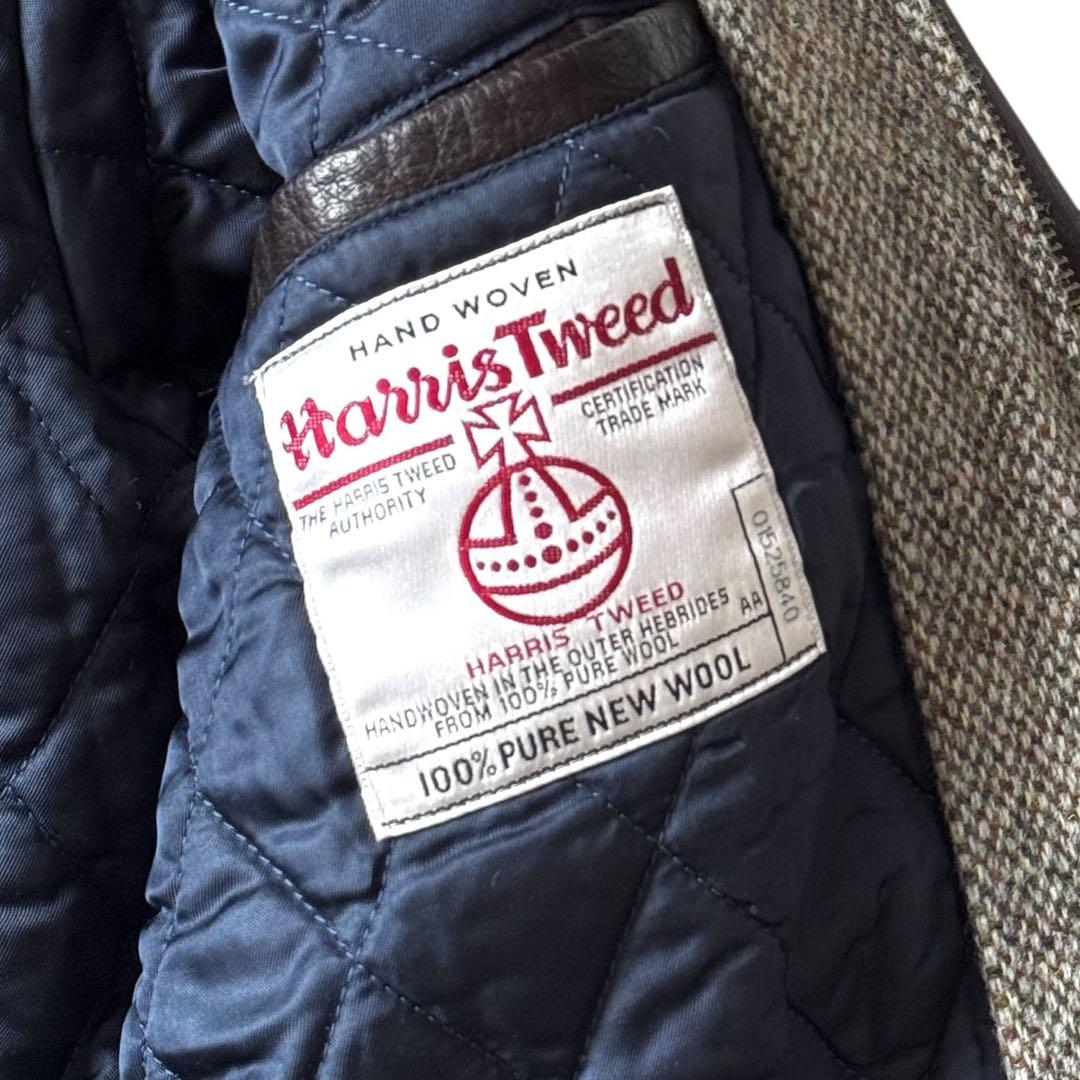 HAND WOVEN
Harris Tweed
THE HARRIS TWEED
AUTHORITY
CERTIFICATION
TRADE MARK
HARRIS TWEED
HANDWOVEN IN THE OUTER HEBRIDES
FROM 100% PURE WOOL
AA
01525840
100% PURE NEW WOOL